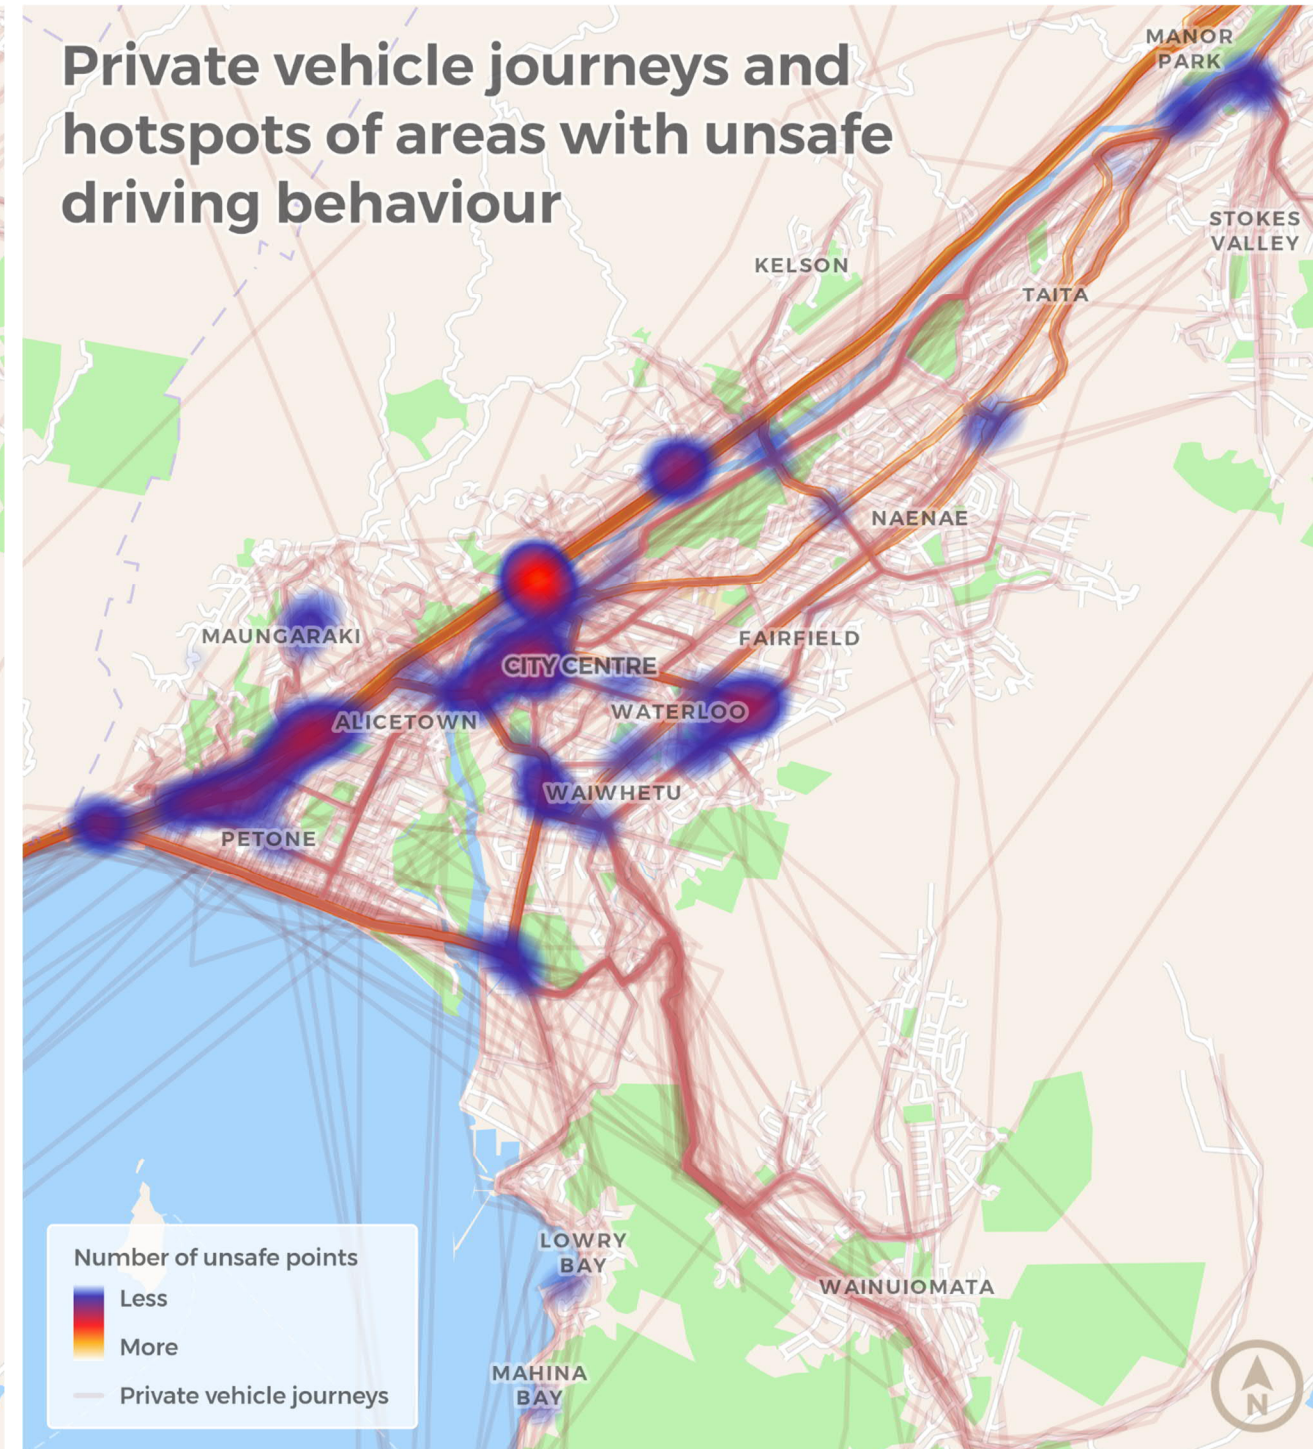 Private vehicle journeys and
hotspots of areas with unsafe
driving behaviour
MANOR
PARK
STOKES
VALLEY
KELSON
TAITA
NAENAE
MAUNGARAKI
FAIRFIELD
CITY CENTRE
WATERLOO
ALICETOWN
WAIWHETU
PETONE
LOWRY
BAY
WAINUIOMATA
MAHINA
BAY
Number of unsafe points
Less
More
Private vehicle journeys
N